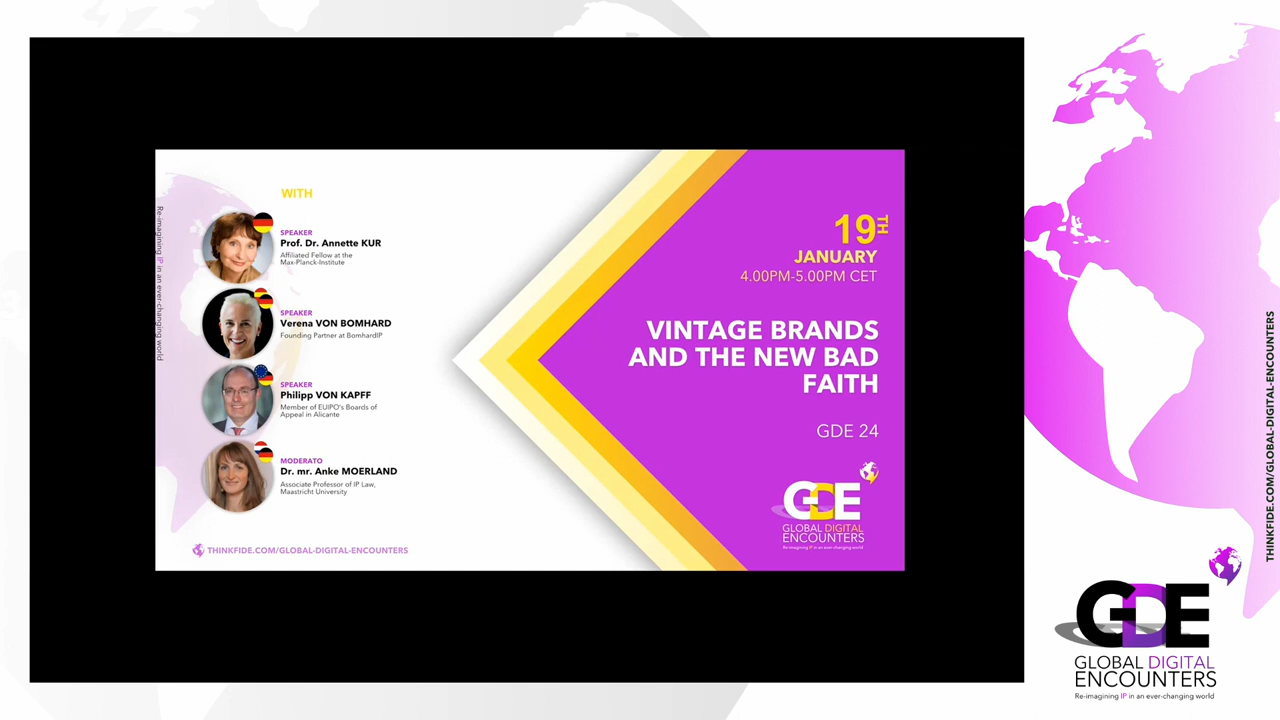 WITH
SPEAKER
Prof. Dr. Annette KUR
Affiliated Fellow at the
Max-Planck-Institute
SPEAKER
Verena VON BOMHARD
Founding Partner at BomhardIP
SPEAKER
Philipp VON KAPFF
Member of EUIPO's Boards of
Appeal in Alicante
MODERATO
Dr. mr. Anke MOERLAND
Associate Professor of IP Law,
Maastricht University
THINKFIDE.COM/GLOBAL-DIGITAL-ENCOUNTERS
Re-imagining IP in an ever-changing world
19TH
JANUARY
4.00PM-5.00PM CET
VINTAGE BRANDS
AND THE NEW BAD
FAITH
GDE 24
GDE
GLOBAL DIGITAL
ENCOUNTERS
Re-imagining IP in an ever-changing world
THINKFIDE.COM/GLOBAL-DIGITAL-ENCOUNTERS
GDE
GLOBAL DIGITAL
ENCOUNTERS
Re-imagining IP in an ever-changing world